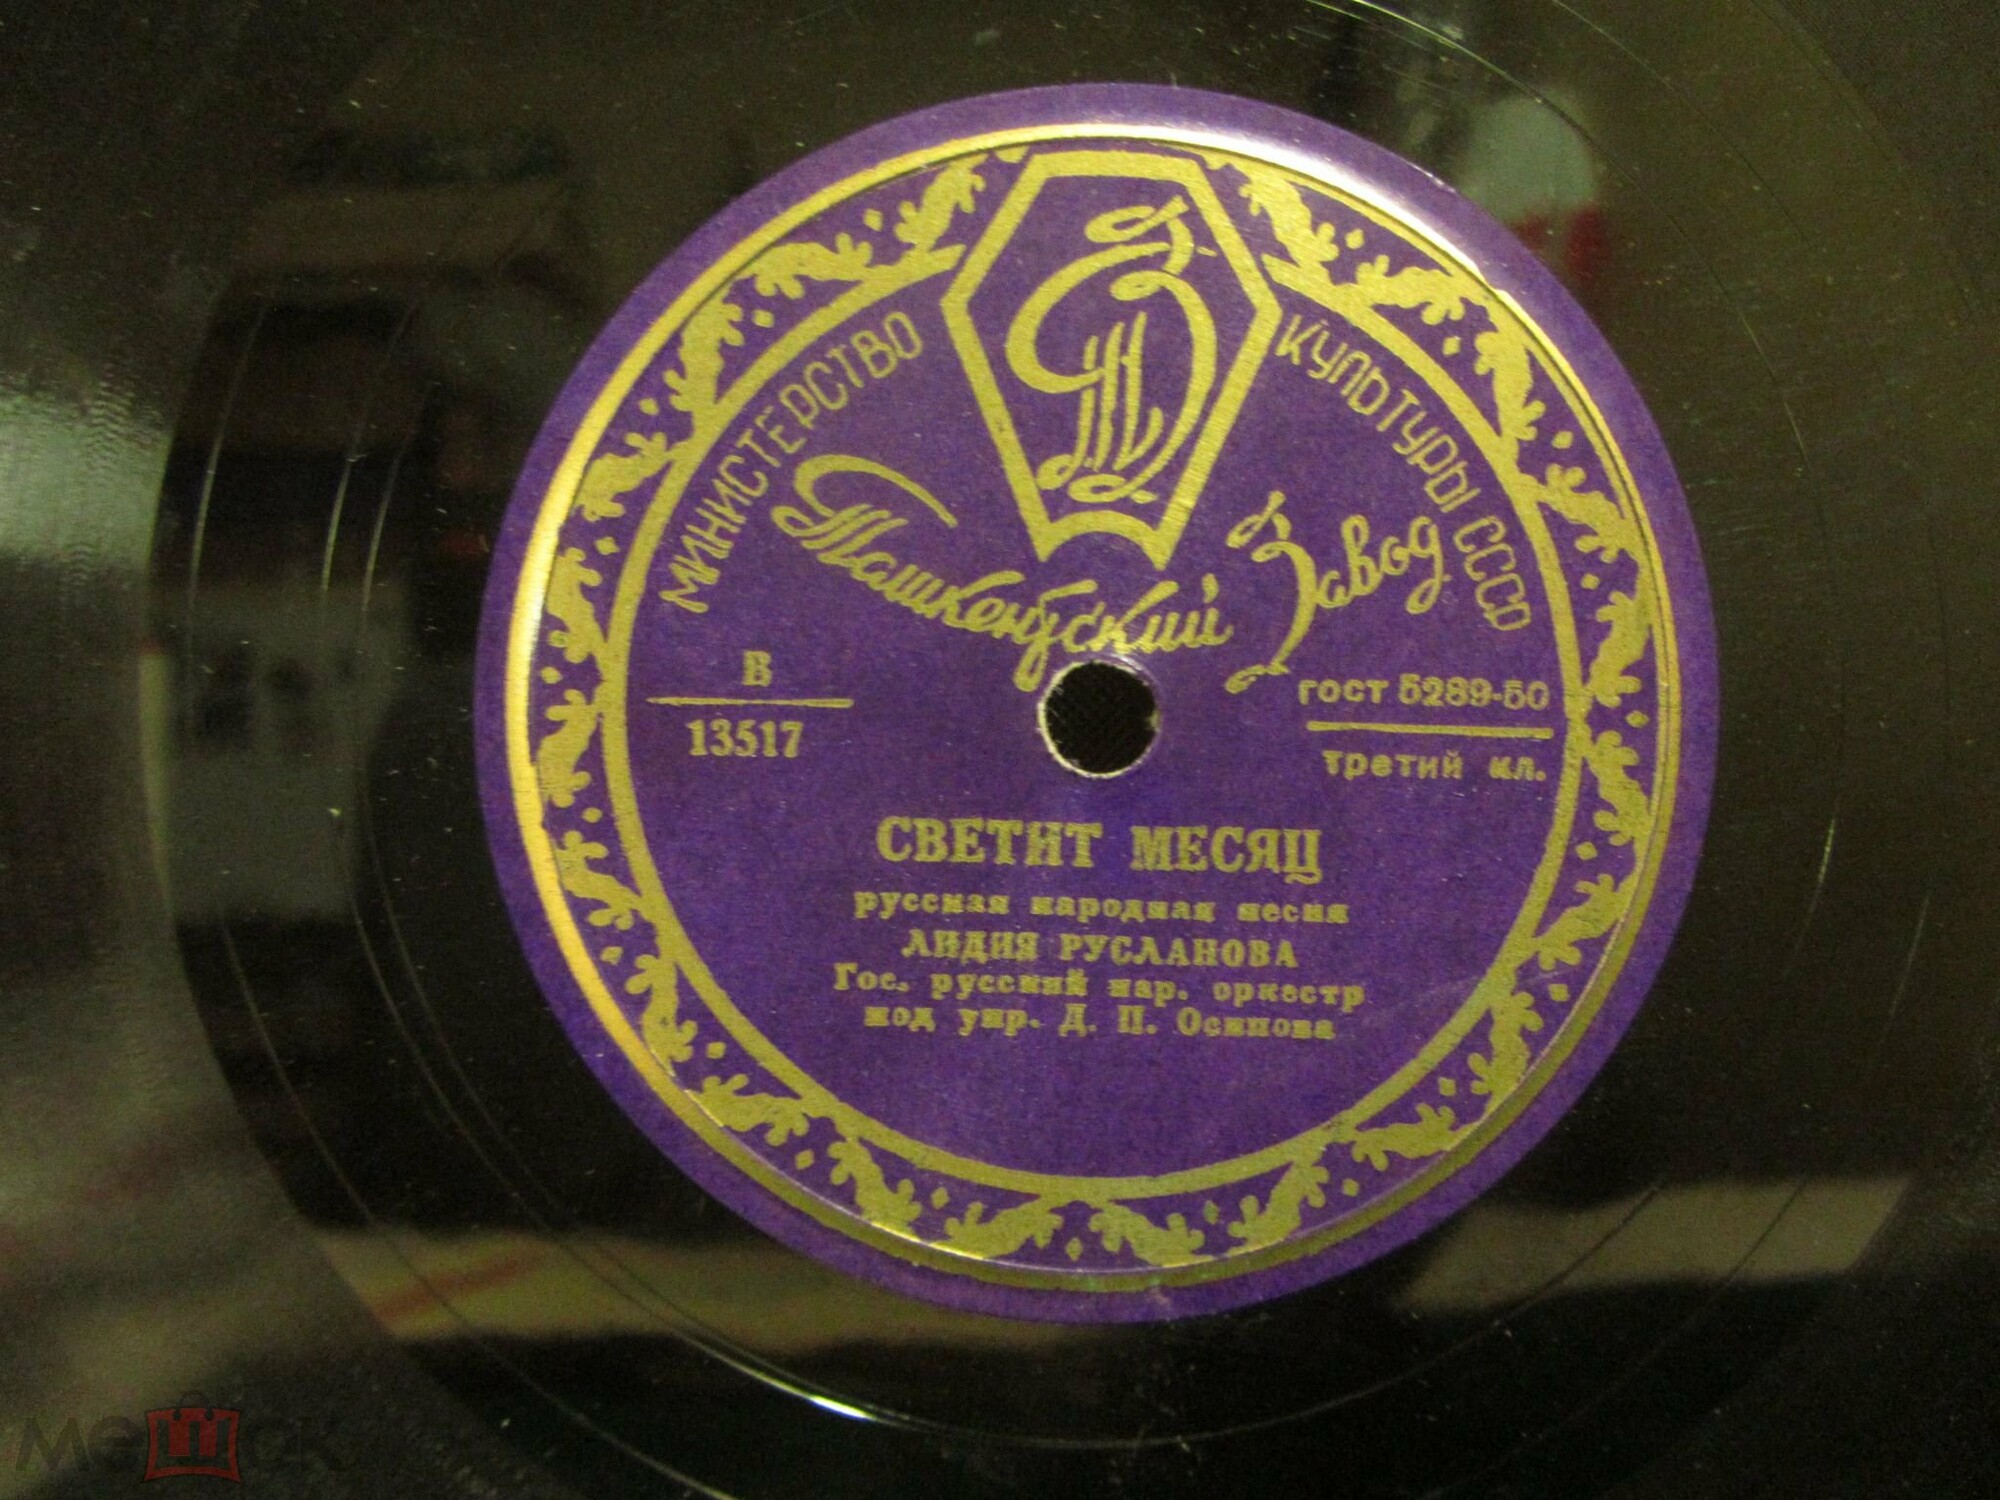 МИНИСТЕРСТВО КУЛЬТУРЫ СССР
Ташкентский Завод
В
13517
ГОСТ 5289-50
третий кл.
СВЕТИТ МЕСЯЦ
русская народная песня
ЛИДИЯ РУСЛАНОВА
Гос. русский нар. оркестр
под упр. Д. П. Осипова
мешок